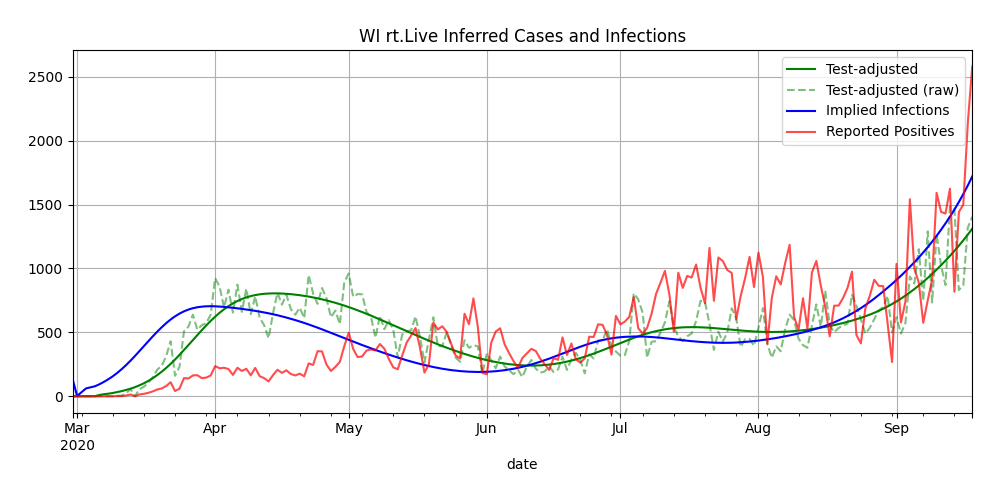 WI rt.Live Inferred Cases and Infections
Test-adjusted
Test-adjusted (raw)
Implied Infections
Reported Positives
2500
2000
1500
1000
500
0
Mar Apr May Jun Jul Aug Sep
2020
date